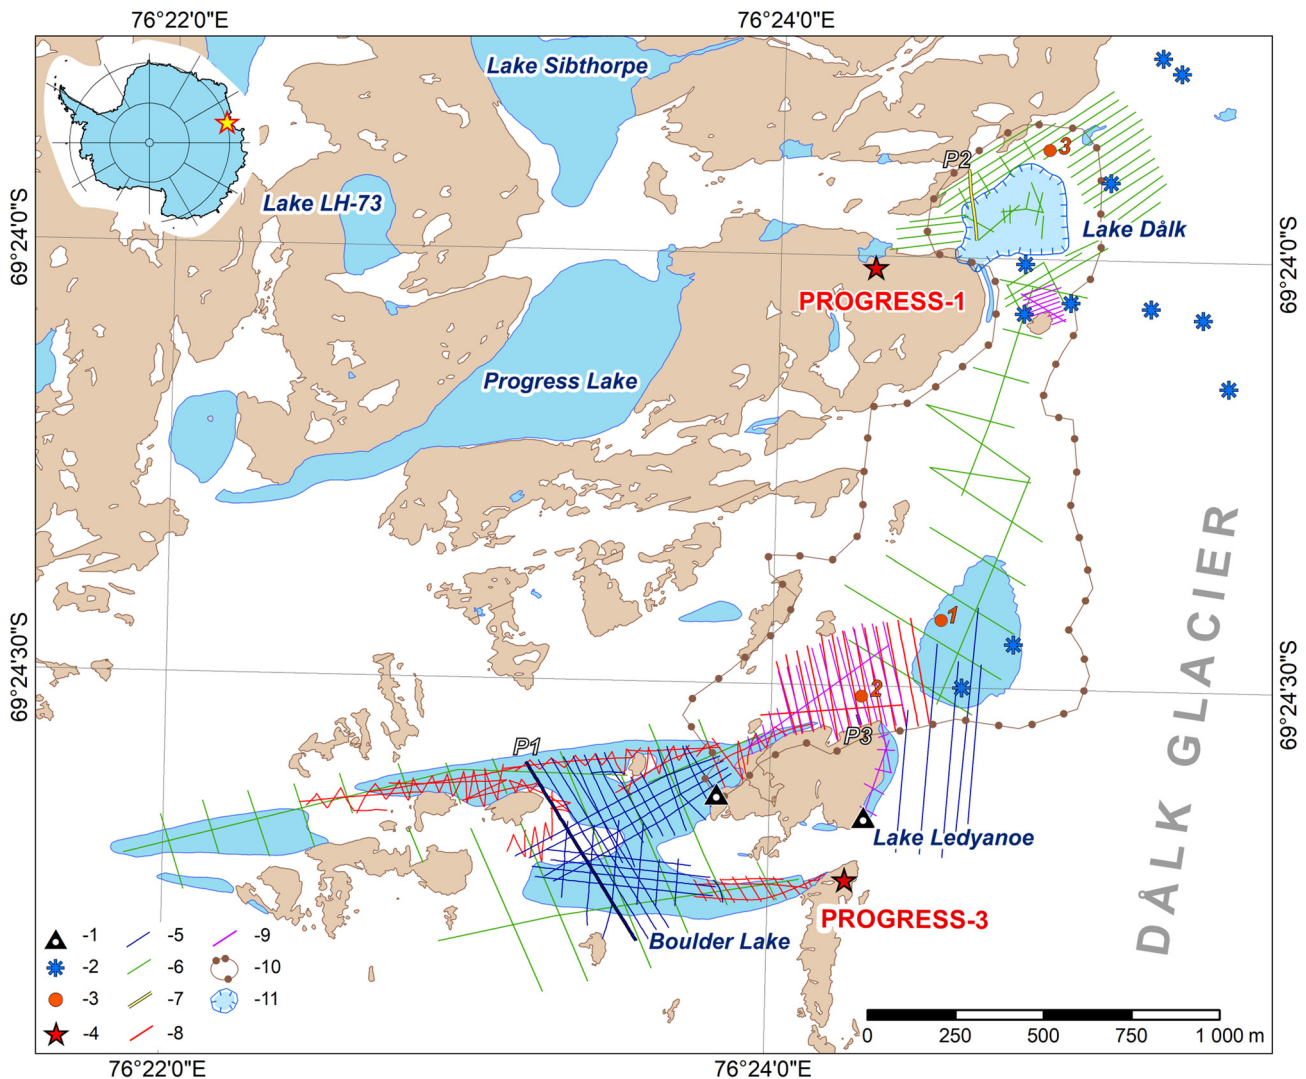 76°22'0"E
76°24'0"E
Lake Sibthorpe
3
P2
Lake LH-73
69°24'0"S
Lake Dålk
69°24'0"S
PROGRESS-1
Progress Lake
DÅLK GLACIER
1
69°24'30"S
2
69°24'30"S
P1
P3
Lake Ledyanoe
PROGRESS-3
Boulder Lake
-1
-5
-9
-2
-6
-10
-3
-7
-11
-4
-8
0
250
500
750
1 000 m
76°22'0"E
76°24'0"E